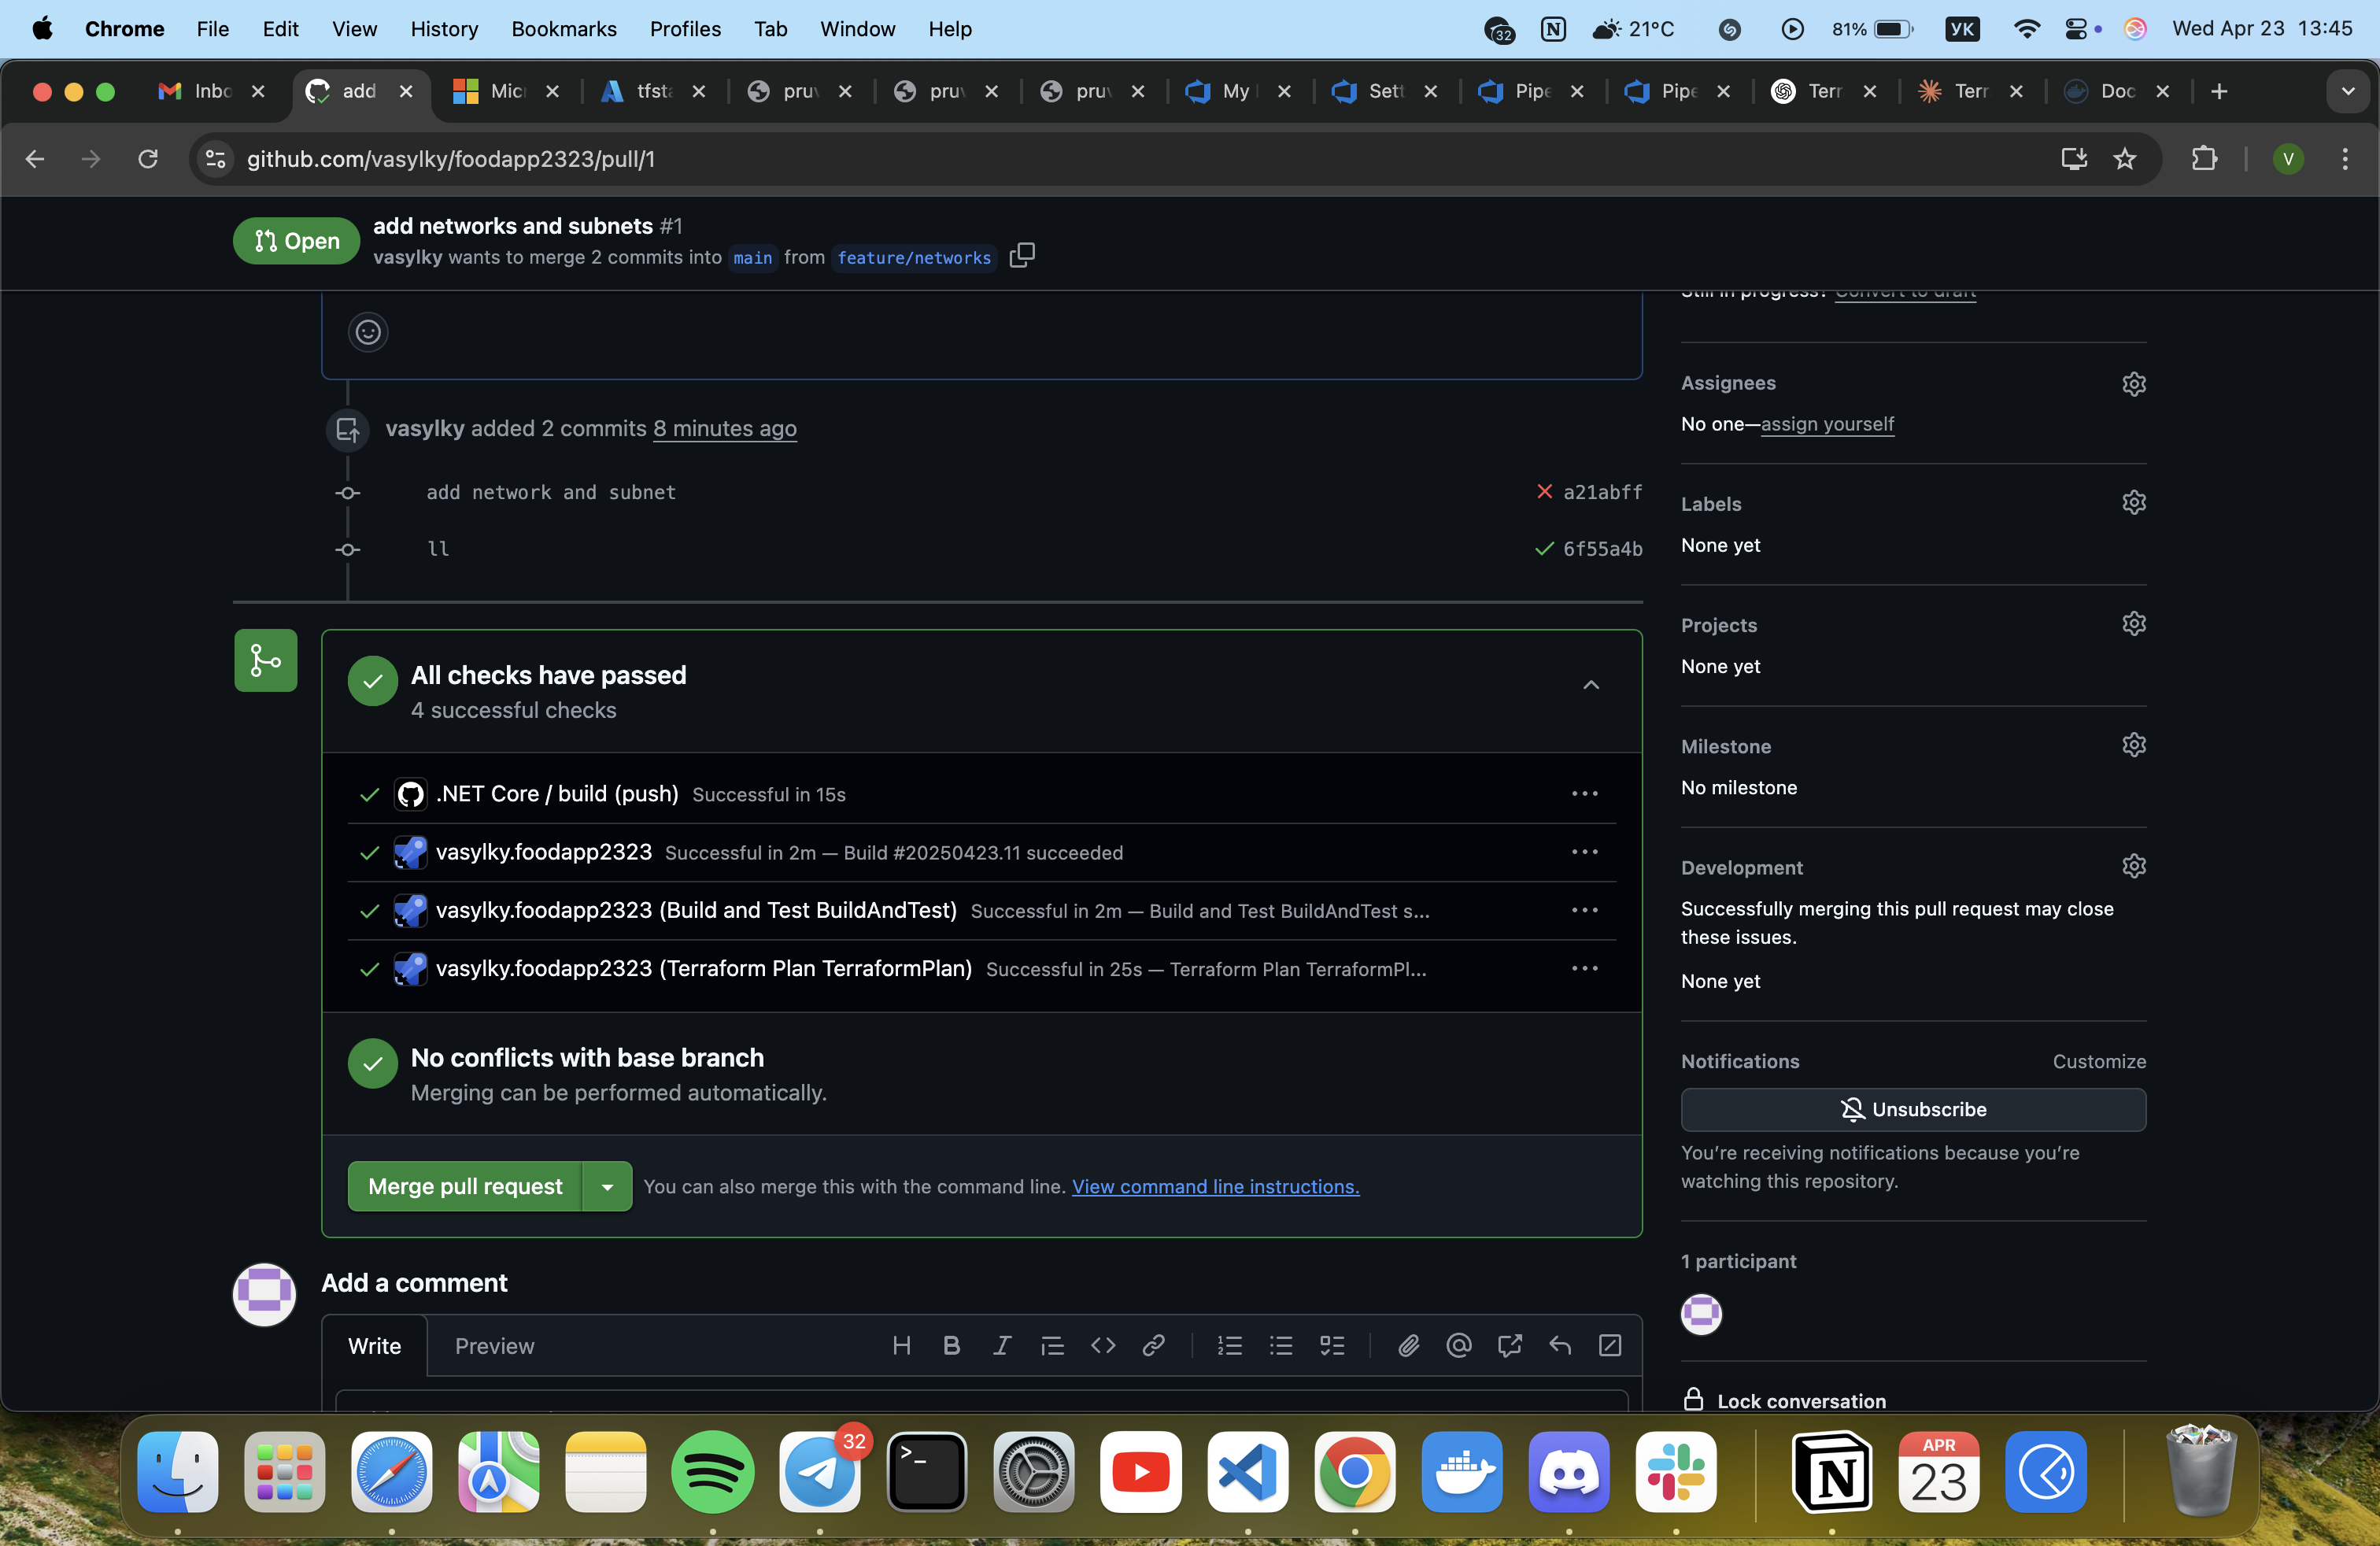 Chrome File Edit View History Bookmarks Profiles Tab Window Help 32 21°C 81% УК Wed Apr 23 13:45
Inbo add Micr tfsta pruv pruv pruv My Sett Pipe Pipe Terr Terr Doc
github.com/vasylky/foodapp2323/pull/1 V
Open
add networks and subnets #1
vasylky wants to merge 2 commits into main from feature/networks
Still in progress? Convert to draft
vasylky added 2 commits 8 minutes ago
add network and subnet a21abff
ll 6f55a4b
All checks have passed
4 successful checks
.NET Core / build (push) Successful in 15s
vasylky.foodapp2323 Successful in 2m — Build #20250423.11 succeeded
vasylky.foodapp2323 (Build and Test BuildAndTest) Successful in 2m — Build and Test BuildAndTest s...
vasylky.foodapp2323 (Terraform Plan TerraformPlan) Successful in 25s — Terraform Plan TerraformPl...
No conflicts with base branch
Merging can be performed automatically.
Merge pull request You can also merge this with the command line. View command line instructions.
Add a comment
Write Preview
Assignees
No one—assign yourself
Labels
None yet
Projects
None yet
Milestone
No milestone
Development
Successfully merging this pull request may close
these issues.
None yet
Notifications Customize
Unsubscribe
You're receiving notifications because you're
watching this repository.
1 participant
Lock conversation
32
APR
23